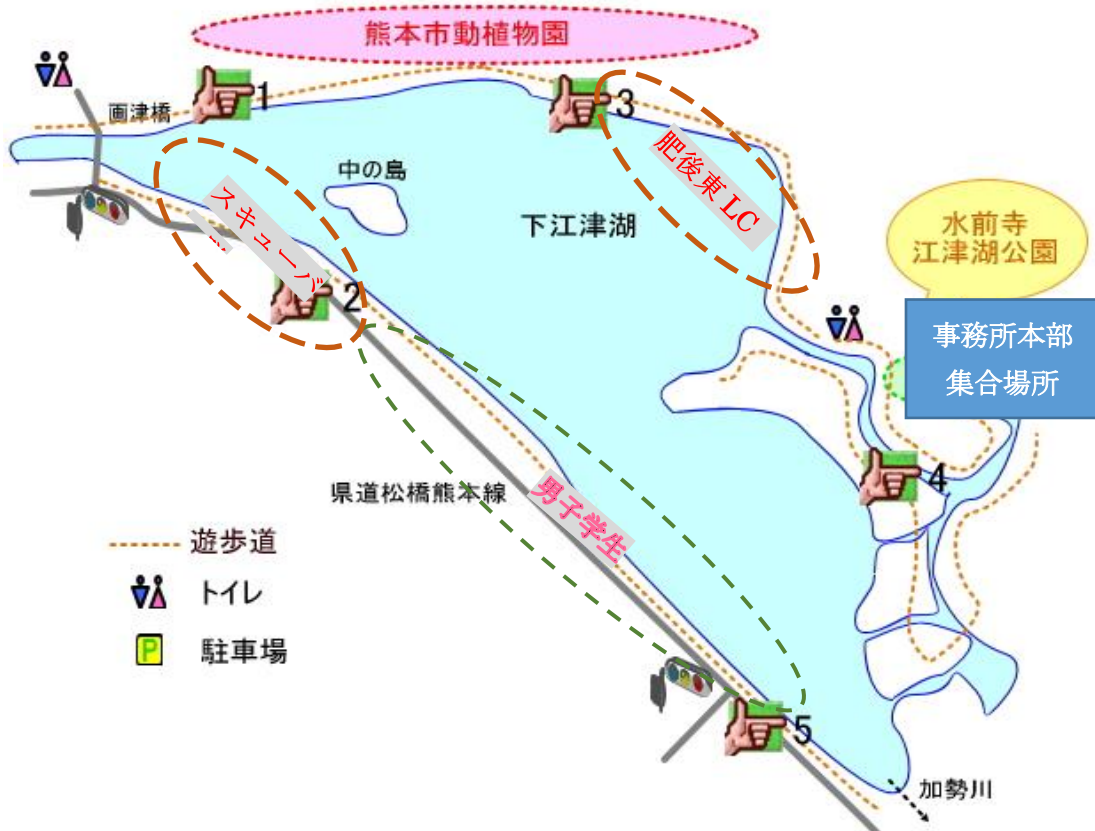 熊本市動植物園
画津橋
1
3
中の島
肥後東LC
スキューバ
…
下江津湖
水前寺
江津湖公園
事務所本部
集合場所
2
4
県道松橋熊本線
男子学生
遊歩道
トイレ
P 駐車場
5
加勢川